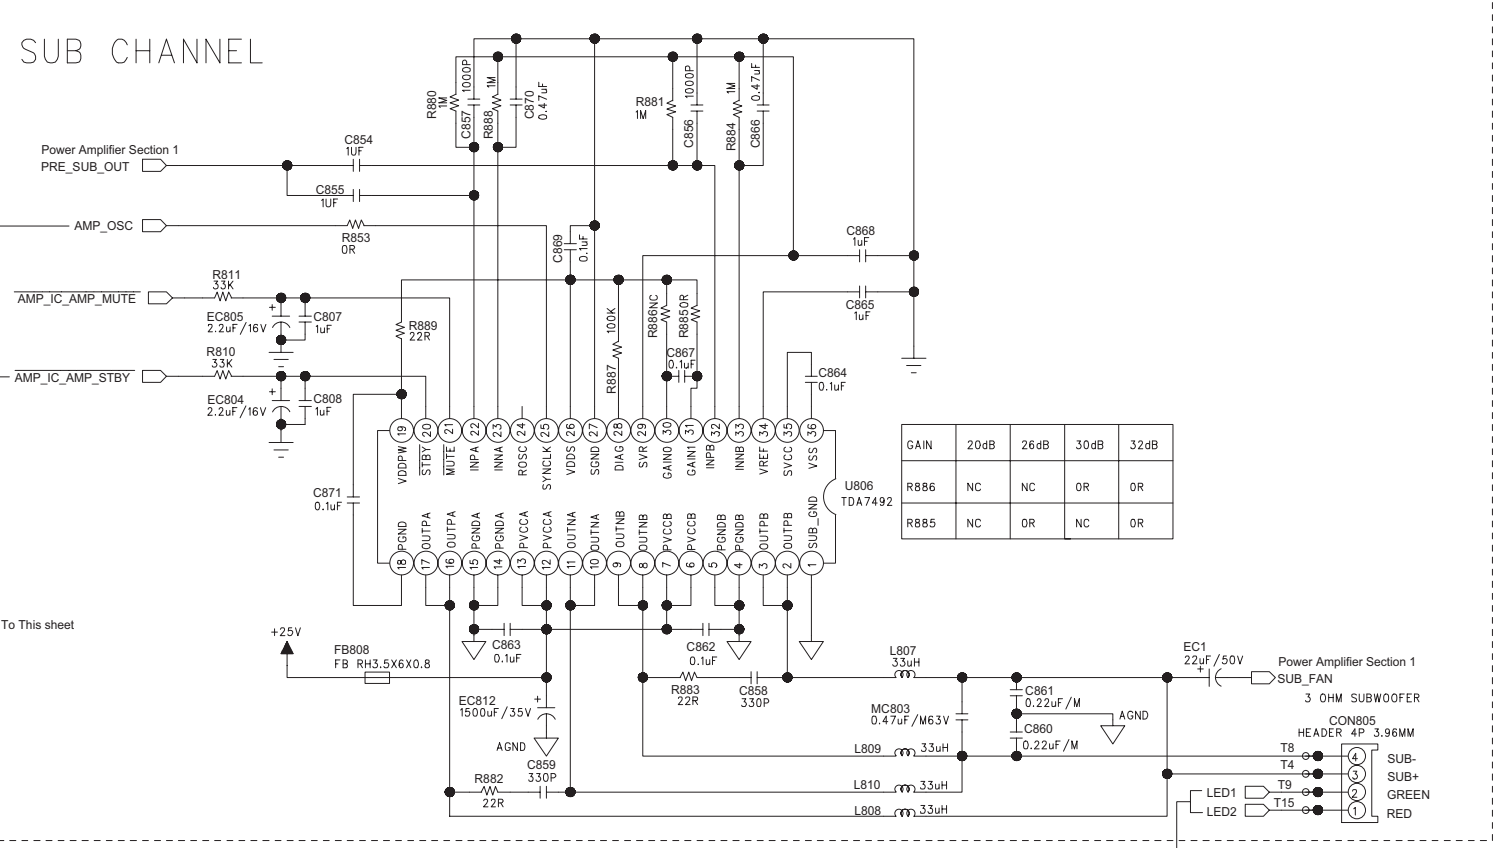 SUB CHANNEL
R880
1M
1000P
C857
1M
R888
C870
0.47uF
R881
1M
1000P
C856
1M
R884
0.47uF
C866
Power Amplifier Section 1
PRE_SUB_OUT
C854
1UF
C855
1UF
AMP_OSC
R853
0R
C869
0.1uF
C868
1uF
C865
1uF
AMP_IC_AMP_MUTE
R811
33K
EC805
2.2uF/16V
+
C807
1uF
R889
22R
100K
R887
R886NC
R8850R
C867
0.1uF
AMP_IC_AMP_STBY
R810
33K
EC804
2.2uF/16V
+
C808
1uF
C864
0.1uF
19 20 21 22 23 24 25 26 27 28 29 30 31 32 33 34 35 36
VDDPW STBY MUTE INPA INNA ROSC SYNCLK VDDS SGND DIAG SVR GAIN0 GAIN1 INPB INNB VREF SVCC VSS
U806
TDA7492
C871
0.1uF
PGND OUTPA OUTPA PGNDA PGNDA PVCCA PVCCA OUTNA OUTNA OUTNB OUTNB PVCCB PVCCB PGNDB PGNDB OUTPB OUTPB SUB_GND
18 17 16 15 14 13 12 11 10 9 8 7 6 5 4 3 2 1
GAIN 20dB 26dB 30dB 32dB
R886 NC NC 0R 0R
R885 NC 0R NC 0R
To This sheet
+25V
FB808
FB RH3.5X6X0.8
C863
0.1uF
C862
0.1uF
EC812
1500uF/35V
+
AGND
R883
22R
C858
330P
C859
330P
R882
22R
L807
33uH
MC803
0.47uF/M63V
C861
0.22uF/M
C860
0.22uF/M
AGND
L809 33uH
L810 33uH
L808 33uH
EC1
22uF/50V
+
Power Amplifier Section 1
SUB_FAN
3 OHM SUBWOOFER
CON805
HEADER 4P 3.96MM
T8 4 SUB-
T4 3 SUB+
LED1 T9 2 GREEN
LED2 T15 1 RED